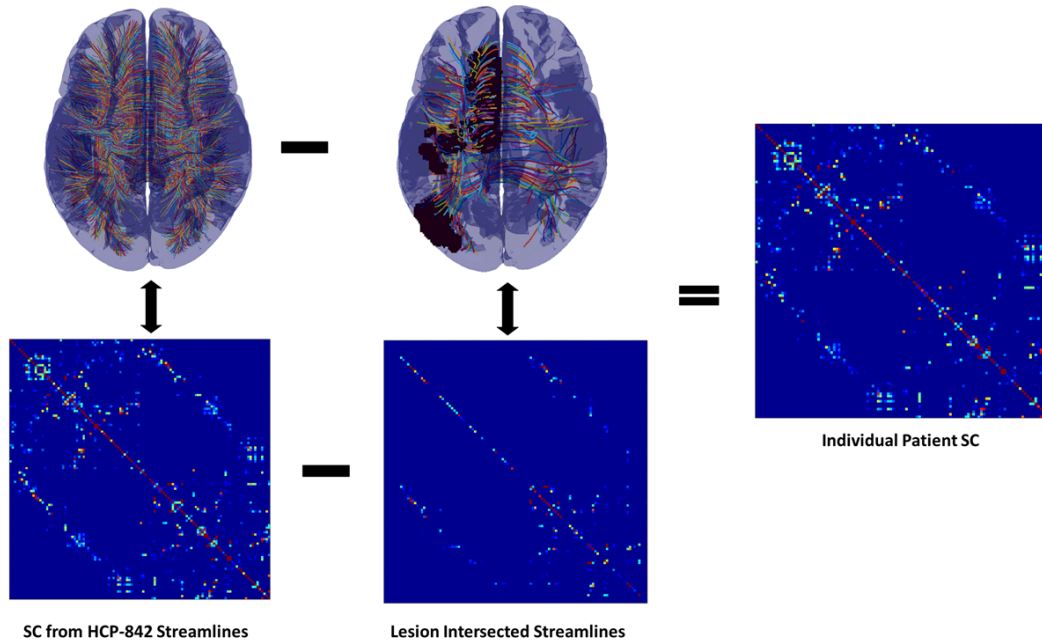 Individual Patient SC
SC from HCP-842 Streamlines
Lesion Intersected Streamlines